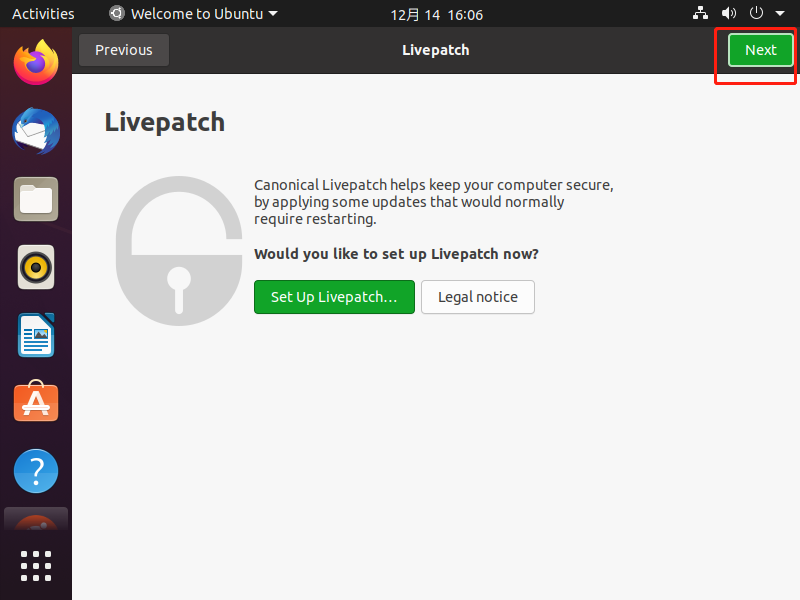 Activities
Welcome to Ubuntu
12月 14 16:06
Previous
Livepatch
Next
Livepatch
Canonical Livepatch helps keep your computer secure,
by applying some updates that would normally
require restarting.
Would you like to set up Livepatch now?
Set Up Livepatch…
Legal notice